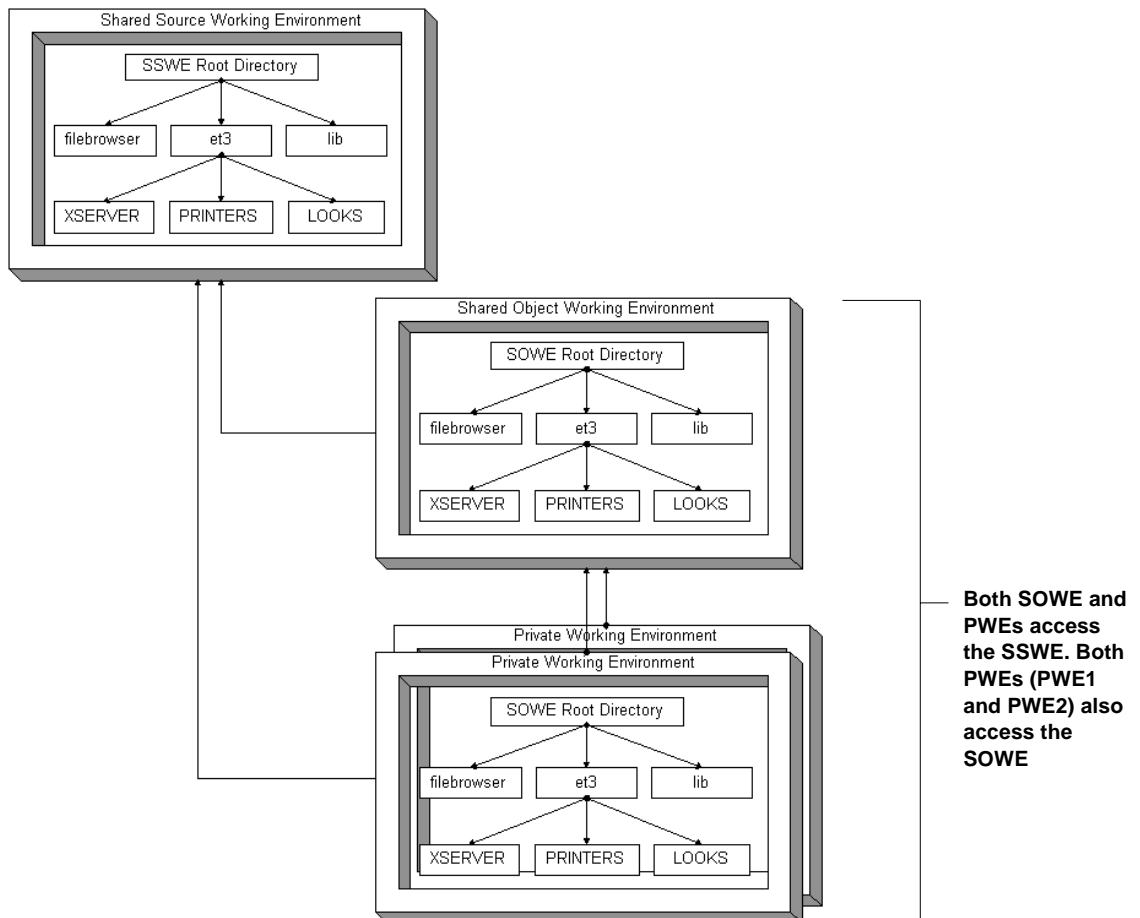 Shared Source Working Environment
SSWE Root Directory
filebrowser
et3
lib
XSERVER
PRINTERS
LOOKS
Shared Object Working Environment
SOWE Root Directory
filebrowser
et3
lib
XSERVER
PRINTERS
LOOKS
Private Working Environment
Private Working Environment
SOWE Root Directory
filebrowser
et3
lib
XSERVER
PRINTERS
LOOKS
Both SOWE and
PWEs access
the SSWE. Both
PWEs (PWE1
and PWE2) also
access the
SOWE